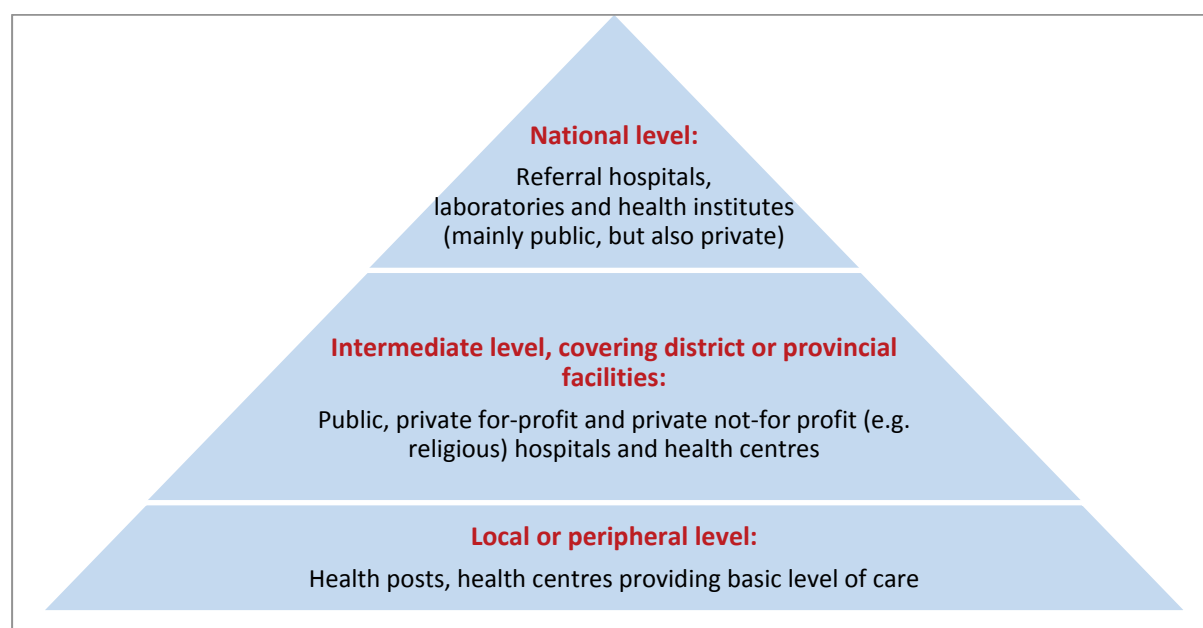 National level:
Referral hospitals,
laboratories and health institutes
(mainly public, but also private)
Intermediate level, covering district or provincial
facilities:
Public, private for-profit and private not-for profit (e.g.
religious) hospitals and health centres
Local or peripheral level:
Health posts, health centres providing basic level of care